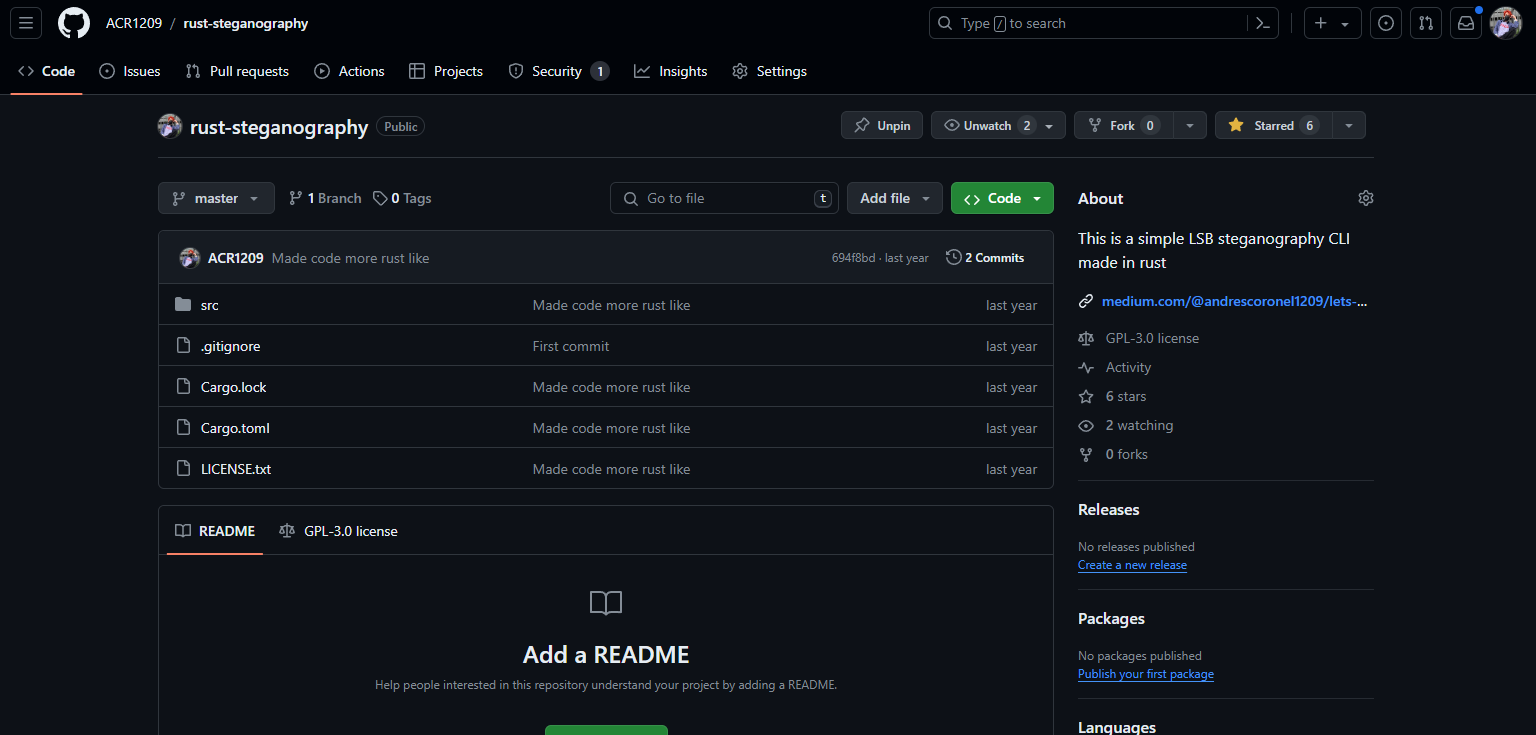 ACR1209 / rust-steganography
Type / to search
Code
Issues
Pull requests
Actions
Projects
Security 1
Insights
Settings
rust-steganography Public
Unpin
Unwatch 2
Fork 0
Starred 6
master
1 Branch
0 Tags
Go to file t
Add file
Code
ACR1209 Made code more rust like 694f8bd · last year 2 Commits
src Made code more rust like last year
.gitignore First commit last year
Cargo.lock Made code more rust like last year
Cargo.toml Made code more rust like last year
LICENSE.txt Made code more rust like last year
README GPL-3.0 license
Add a README
Help people interested in this repository understand your project by adding a README.
About
This is a simple LSB steganography CLI
made in rust
medium.com/@andrescoronel1209/lets-...
GPL-3.0 license
Activity
6 stars
2 watching
0 forks
Releases
No releases published
Create a new release
Packages
No packages published
Publish your first package
Languages